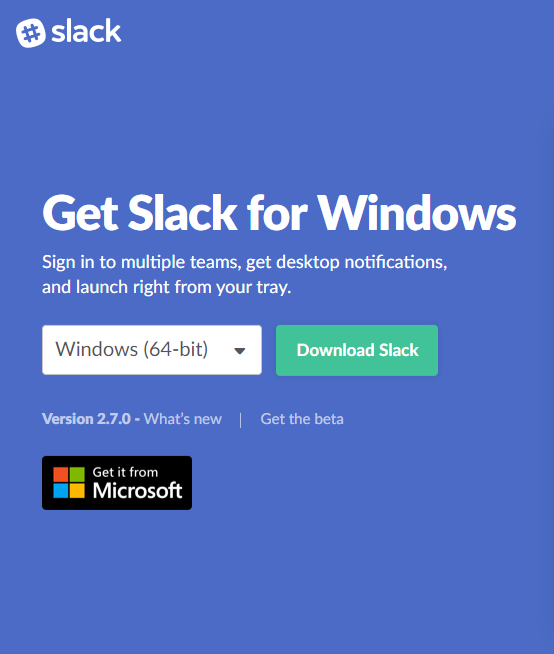 slack
Get Slack for Windows
Sign in to multiple teams, get desktop notifications,
and launch right from your tray.
Windows (64-bit)
Download Slack
Version 2.7.0 - What's new | Get the beta
Get it from
Microsoft